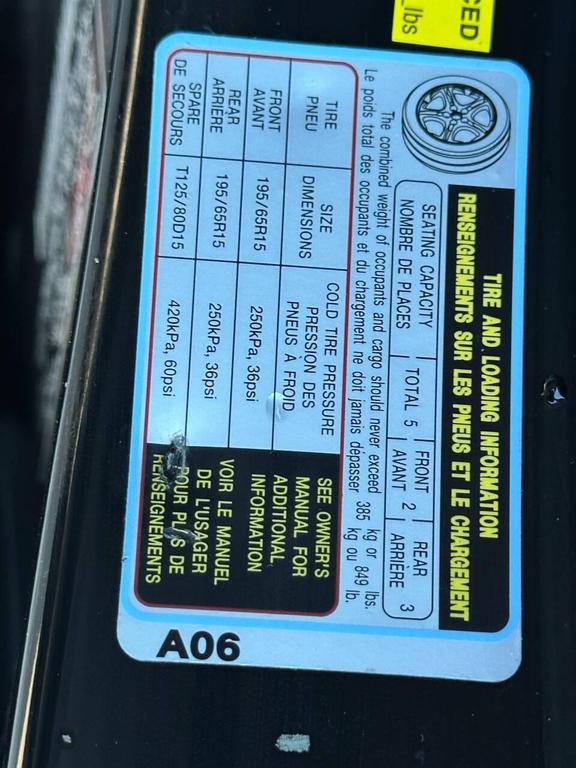 CED
_lbs
TIRE AND LOADING INFORMATION
RENSEIGNEMENTS SUR LES PNEUS ET LE CHARGEMENT
SEATING CAPACITY
NOMBRE DE PLACES
TOTAL 5
FRONT
AVANT 2
REAR
ARRIÈRE 3
The combined weight of occupants and cargo should never exceed kg or lbs.
Le poids total des occupants et du chargement ne doit jamais dépasser 385 kg ou 849 lb.
TIRE
PNEU
SIZE
DIMENSIONS
COLD TIRE PRESSURE
PRESSION DES
PNEUS À FROID
FRONT
AVANT
195/65R15
250kPa, 36psi
REAR
ARRIÈRE
195/65R15
250kPa, 36psi
SPARE
DE SECOURS
T125/80D15
420kPa, 60psi
SEE OWNER'S
MANUAL FOR
ADDITIONAL
INFORMATION
VOIR LE MANUEL
DE L'USAGER
POUR PLUS DE
RENSEIGNEMENTS
A06